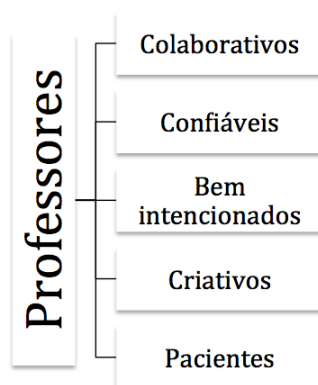 Professores
Colaborativos
Confiáveis
Bem
intencionados
Criativos
Pacientes